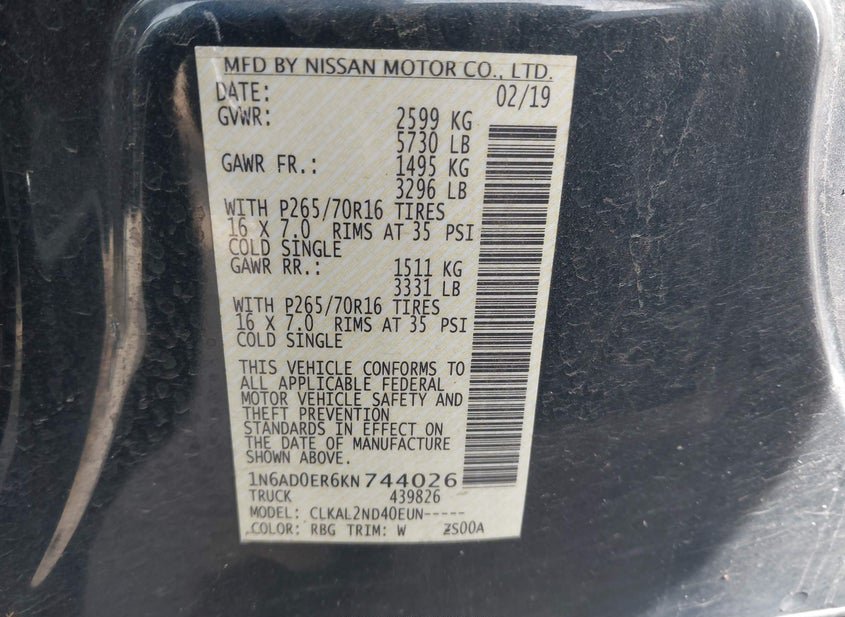 MFD BY NISSAN MOTOR CO., LTD.
DATE: 02/19
GVWR: 2599 KG
5730 LB
GAWR FR.: 1495 KG
3296 LB
WITH P265/70R16 TIRES
16 X 7.0 RIMS AT 35 PSI
COLD SINGLE
GAWR RR.: 1511 KG
3331 LB
WITH P265/70R16 TIRES
16 X 7.0 RIMS AT 35 PSI
COLD SINGLE
THIS VEHICLE CONFORMS TO
ALL APPLICABLE FEDERAL
MOTOR VEHICLE SAFETY AND
THEFT PREVENTION
STANDARDS IN EFFECT ON
THE DATE OF MANUFACTURE
SHOWN ABOVE.
1N6AD0ER6KN744026
TRUCK 439826
MODEL: CLKAL2ND40EUN-----
COLOR: RBG TRIM: W ZS00A